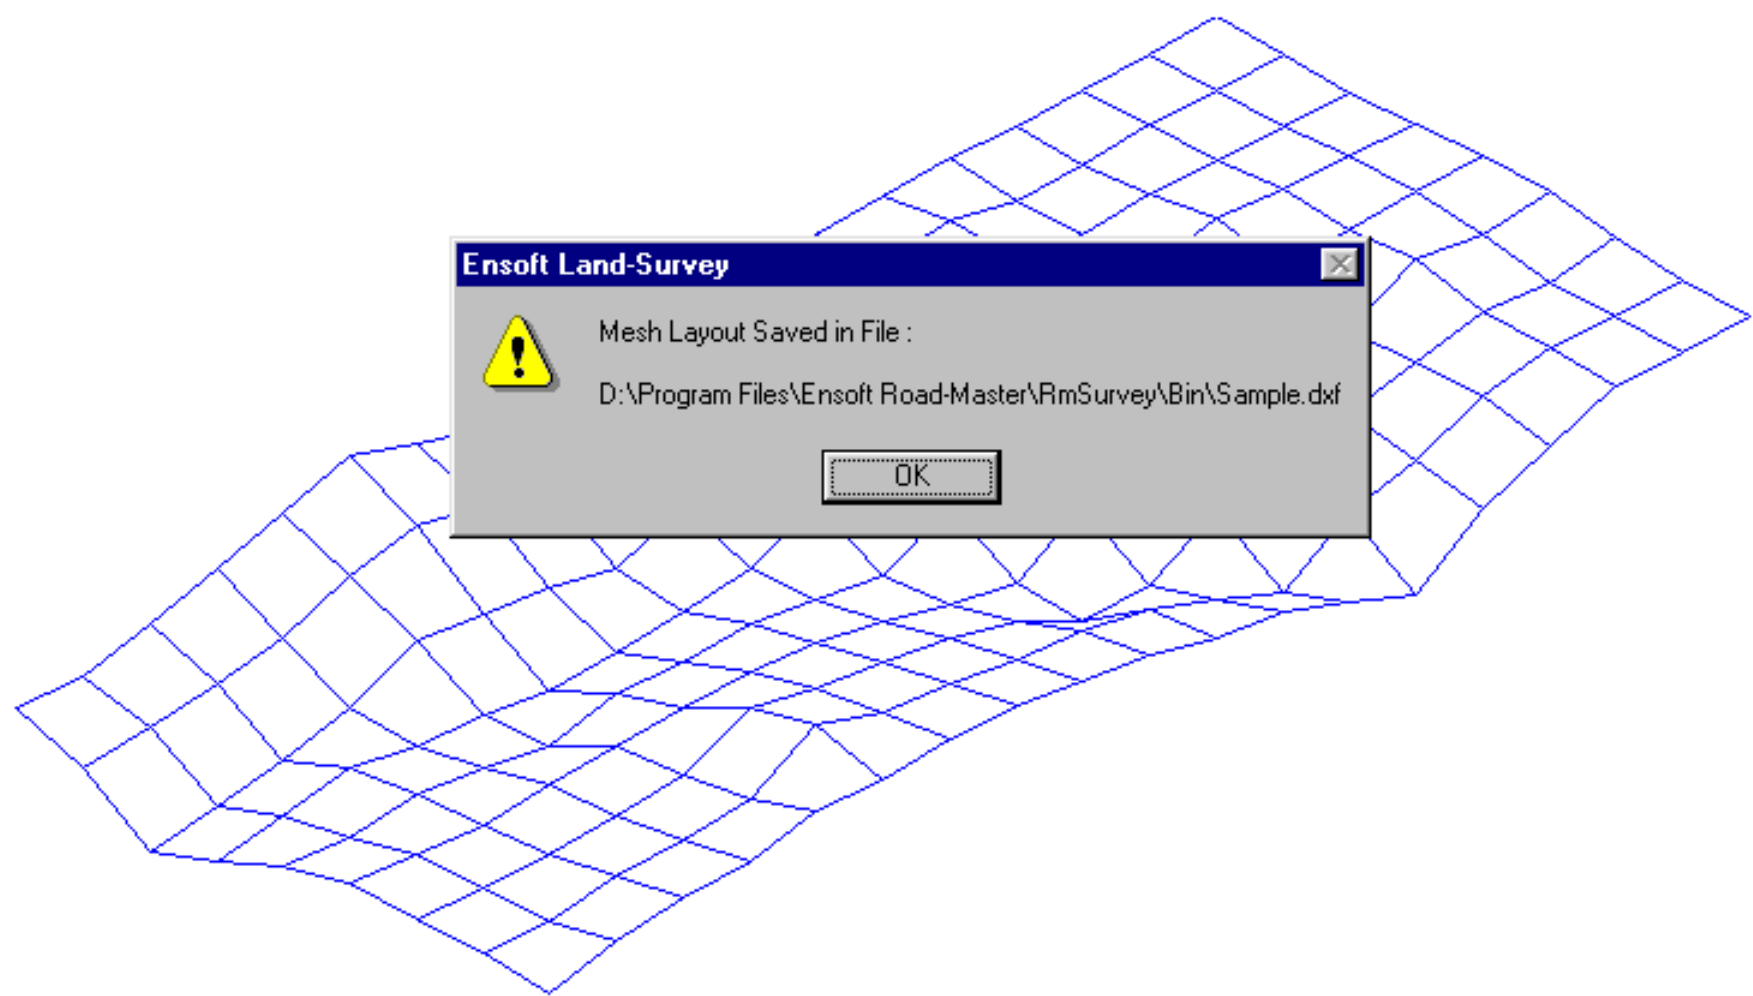 Ensoft Land-Survey
Mesh Layout Saved in File :
D:\Program Files\Ensoft Road-Master\RmSurvey\Bin\Sample.dxf
OK